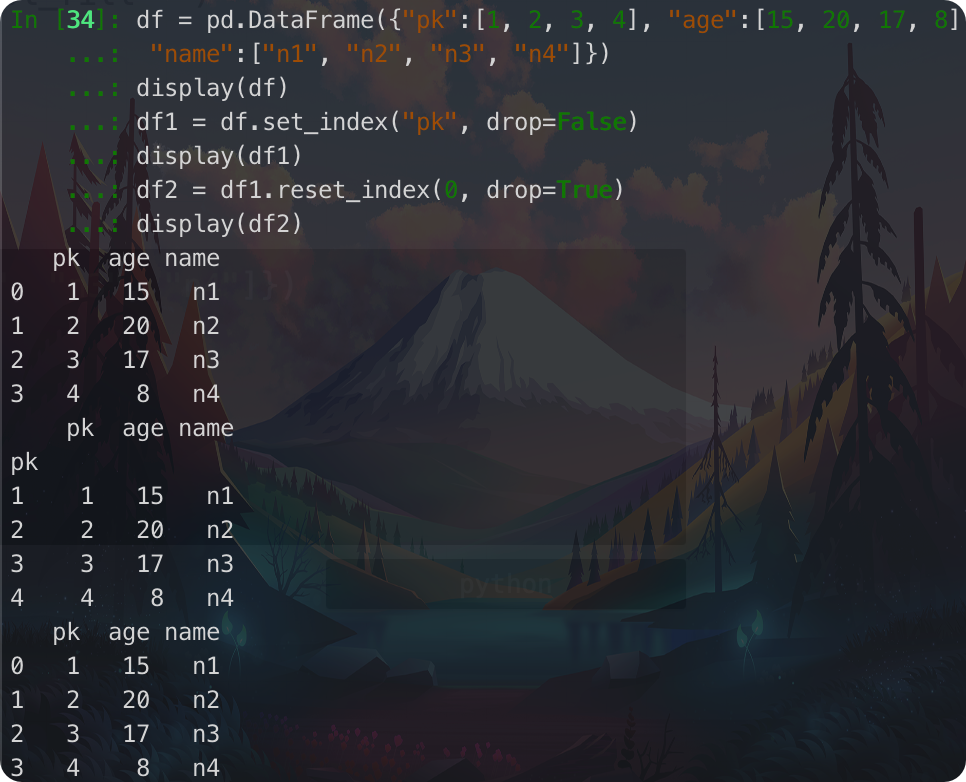 In [34]: df = pd.DataFrame({"pk":[1, 2, 3, 4], "age":[15, 20, 17, 8]
    ...:  "name":["n1", "n2", "n3", "n4"]})
    ...: display(df)
    ...: df1 = df.set_index("pk", drop=False)
    ...: display(df1)
    ...: df2 = df1.reset_index(0, drop=True)
    ...: display(df2)
   pk  age name
0   1   15   n1
1   2   20   n2
2   3   17   n3
3   4    8   n4
    pk  age name
pk
1    1   15   n1
2    2   20   n2
3    3   17   n3
4    4    8   n4
python
   pk  age name
0   1   15   n1
1   2   20   n2
2   3   17   n3
3   4    8   n4